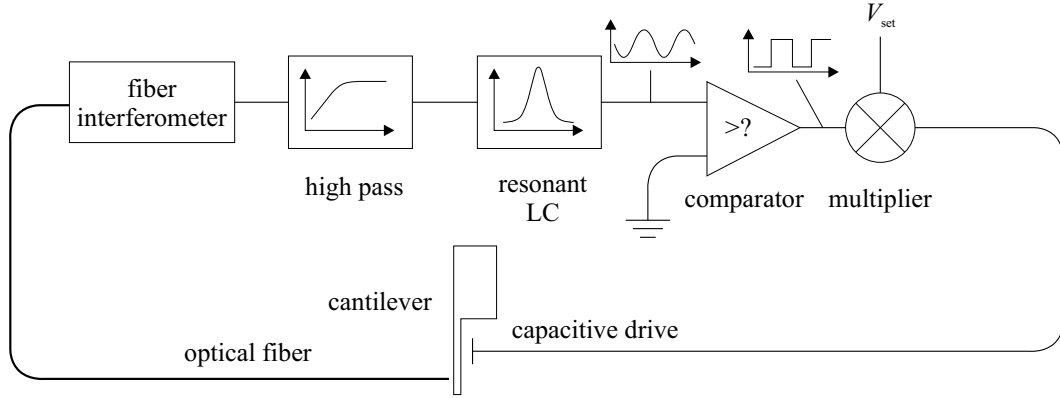 V_set
fiber
interferometer
>?
high pass
resonant
LC
comparator
multiplier
cantilever
capacitive drive
optical fiber